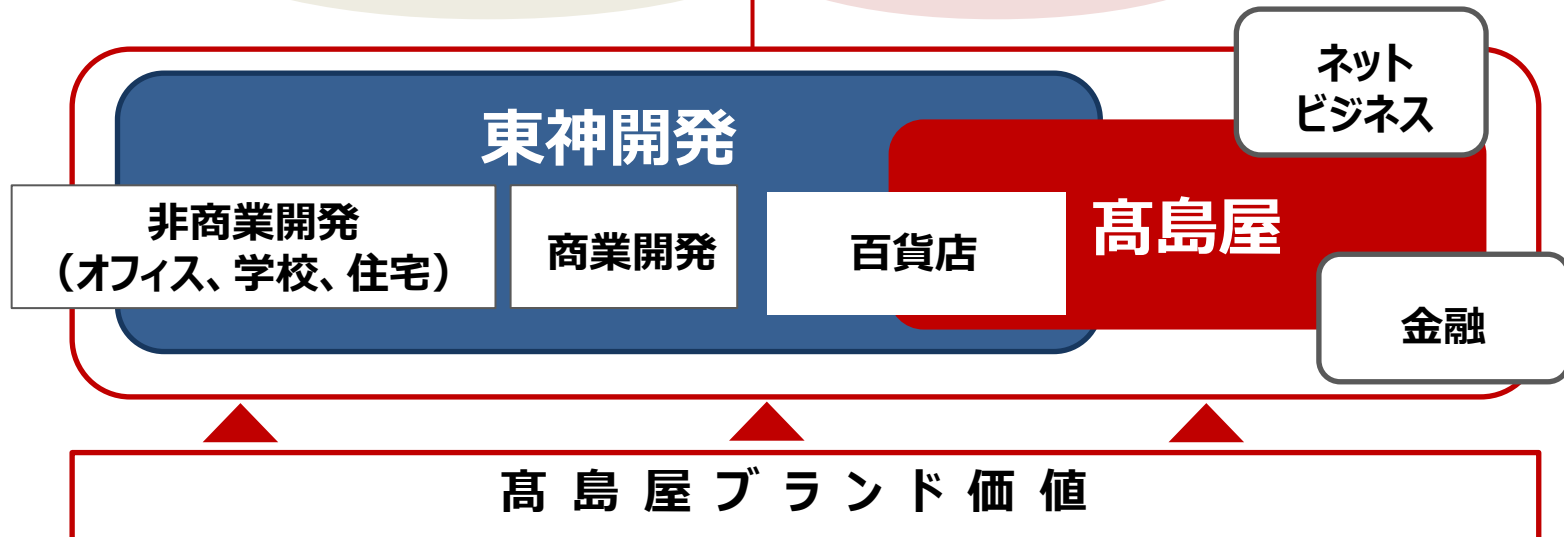 ネット
ビジネス
東神開発
髙島屋
非商業開発
（オフィス、学校、住宅）
商業開発
百貨店
金融
髙島屋ブランド価値